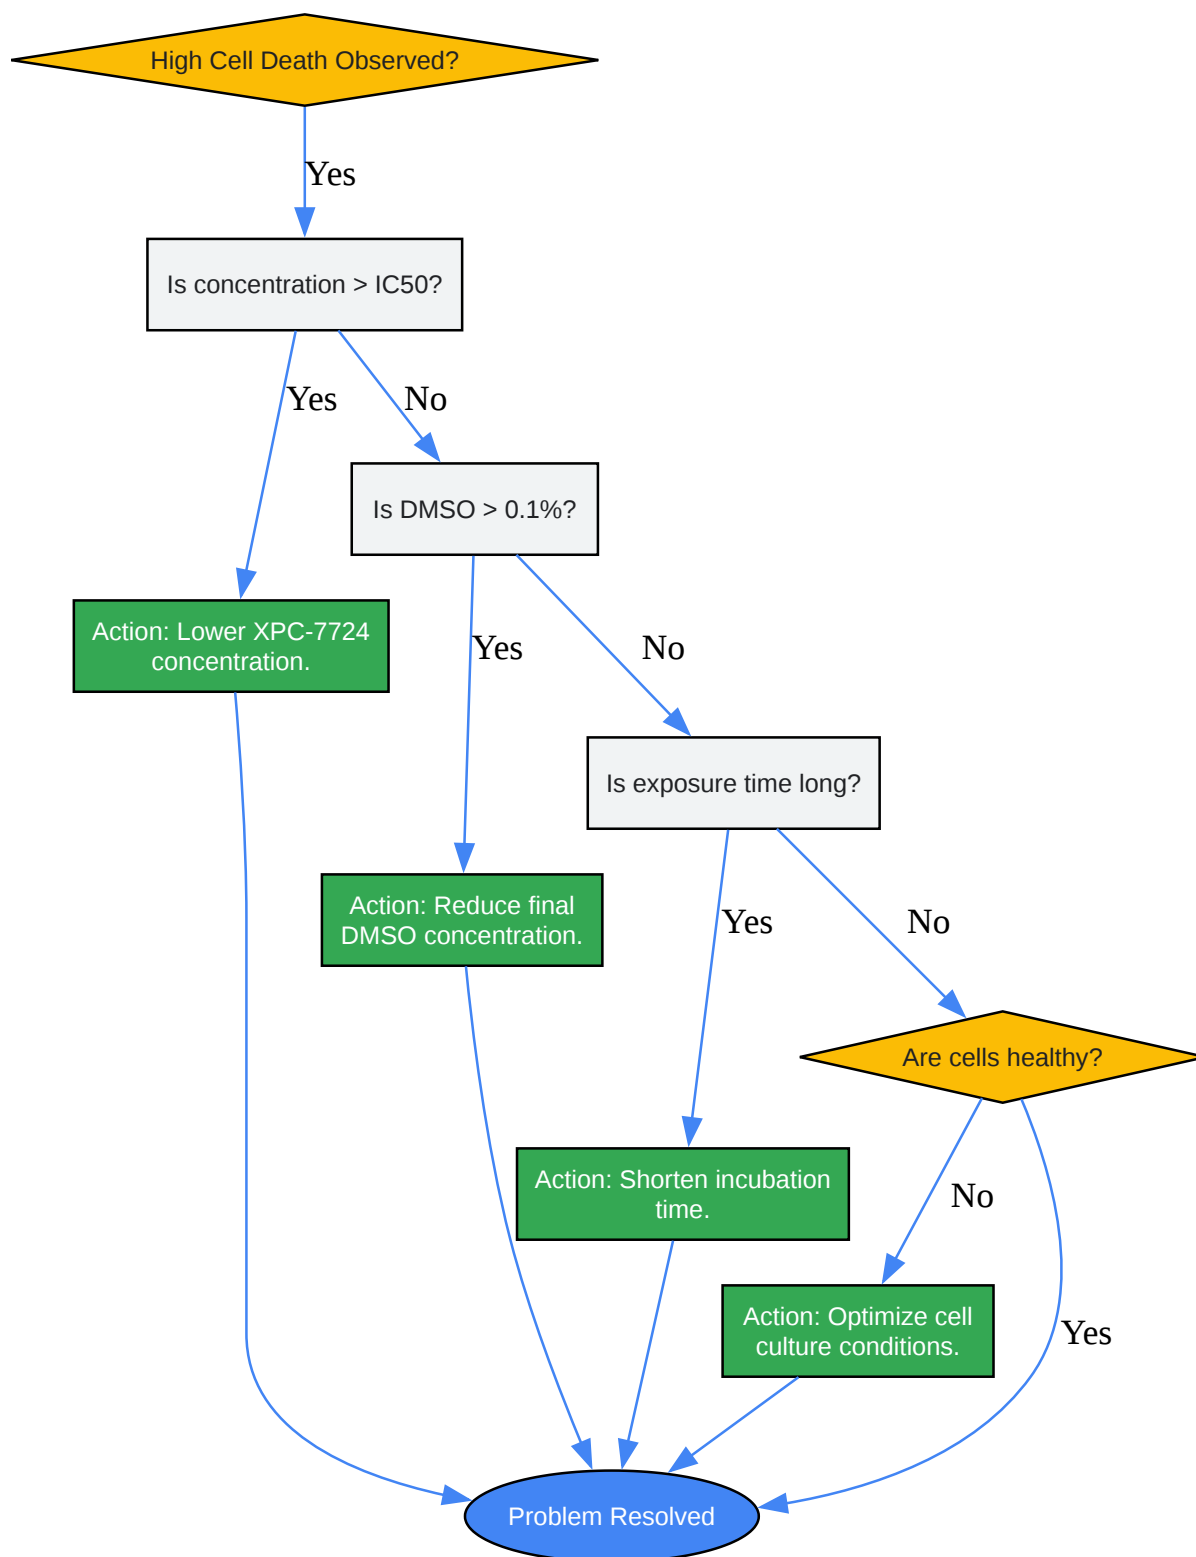 High Cell Death Observed?
Yes
Is concentration > IC50?
Yes
No
Is DMSO > 0.1%?
Action: Lower XPC-7724
concentration.
Yes
No
Is exposure time long?
Action: Reduce final
DMSO concentration.
Yes
No
Are cells healthy?
Action: Shorten incubation
time.
No
Action: Optimize cell
culture conditions.
Yes
Problem Resolved